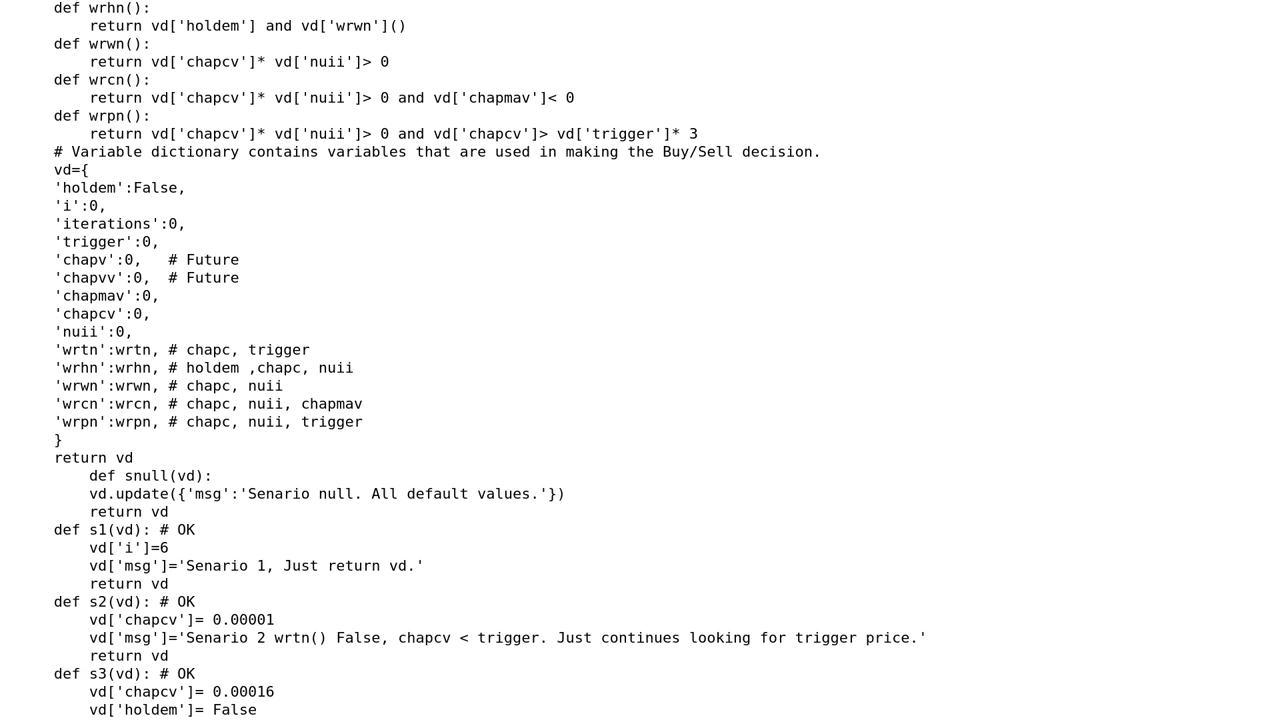 def wrhn():
    return vd['holdem'] and vd['wrwn']()
def wrwn():
    return vd['chapcv']* vd['nuii']> 0
def wrcn():
    return vd['chapcv']* vd['nuii']> 0 and vd['chapmav']< 0
def wrpn():
    return vd['chapcv']* vd['nuii']> 0 and vd['chapcv']> vd['trigger']* 3
# Variable dictionary contains variables that are used in making the Buy/Sell decision.
vd={
'holdem':False,
'i':0,
'iterations':0,
'trigger':0,
'chapv':0,   # Future
'chapvv':0,  # Future
'chapmav':0,
'chapcv':0,
'nuii':0,
'wrtn':wrtn, # chapc, trigger
'wrhn':wrhn, # holdem ,chapc, nuii
'wrwn':wrwn, # chapc, nuii
'wrcn':wrcn, # chapc, nuii, chapmav
'wrpn':wrpn, # chapc, nuii, trigger
}
return vd
    def snull(vd):
    vd.update({'msg':'Senario null. All default values.'})
    return vd
def s1(vd): # OK
    vd['i']=6
    vd['msg']='Senario 1, Just return vd.'
    return vd
def s2(vd): # OK
    vd['chapcv']= 0.00001
    vd['msg']='Senario 2 wrtn() False, chapcv < trigger. Just continues looking for trigger price.'
    return vd
def s3(vd): # OK
    vd['chapcv']= 0.00016
    vd['holdem']= False